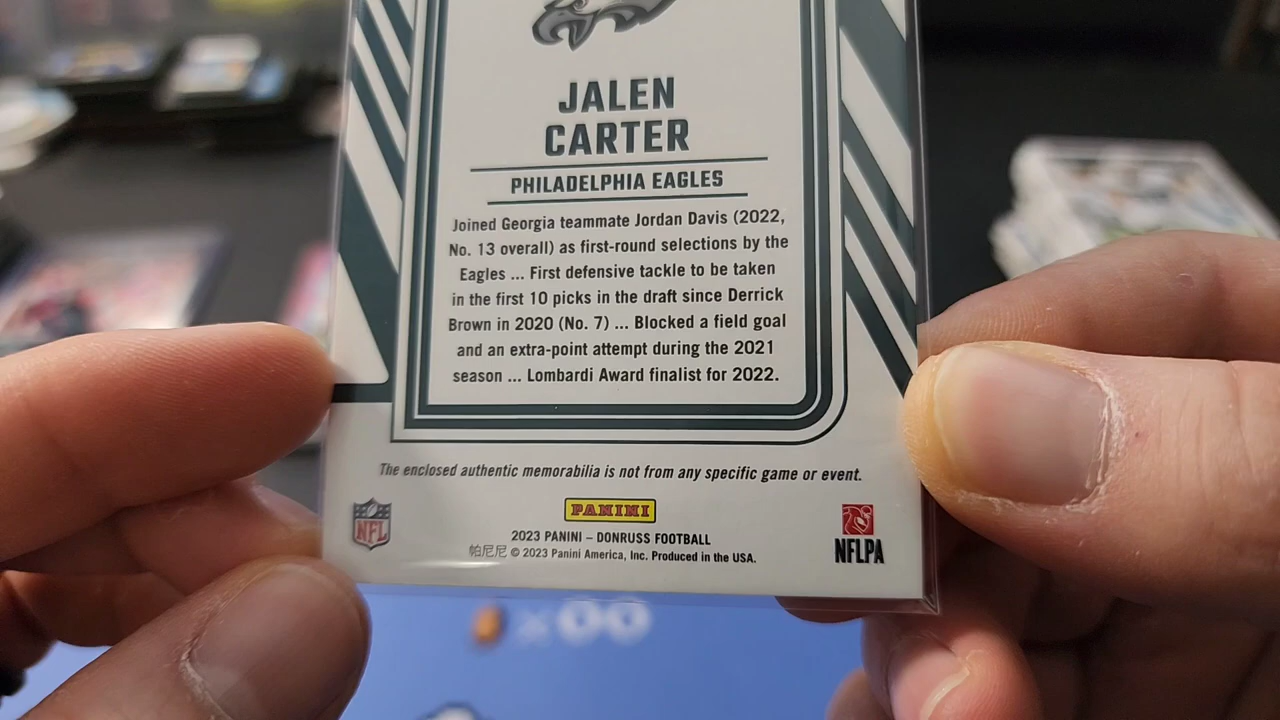 JALEN
CARTER
PHILADELPHIA EAGLES
Joined Georgia teammate Jordan Davis (2022,
No. 13 overall) as first-round selections by the
Eagles ... First defensive tackle to be taken
in the first 10 picks in the draft since Derrick
Brown in 2020 (No. 7) ... Blocked a field goal
and an extra-point attempt during the 2021
season ... Lombardi Award finalist for 2022.
The enclosed authentic memorabilia is not from any specific game or event.
NFL
PANINI
2023 PANINI – DONRUSS FOOTBALL
帕尼尼 © 2023 Panini America, Inc. Produced in the USA.
NFLPA
x00